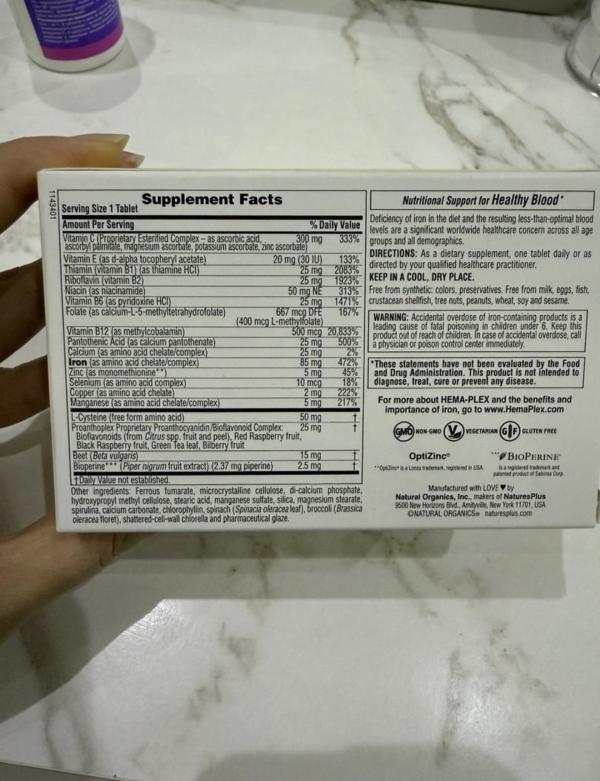 1143401
Supplement Facts
Serving Size 1 Tablet
Amount Per Serving % Daily Value
Vitamin C (Proprietary Esterified Complex – as ascorbic acid, 300 mg 333%
ascorbyl palmitate, magnesium ascorbate, potassium ascorbate, zinc ascorbate)
Vitamin E (as d-alpha tocopheryl acetate) 20 mg (30 IU) 133%
Thiamin (vitamin B1) (as thiamine HCl) 25 mg 2083%
Riboflavin (vitamin B2) 25 mg 1923%
Niacin (as niacinamide) 50 mg NE 313%
Vitamin B6 (as pyridoxine HCl) 25 mg 1471%
Folate (as calcium-L-5-methyltetrahydrofolate) 667 mcg DFE 167%
(400 mcg L-methylfolate)
Vitamin B12 (as methylcobalamin) 500 mcg 20,833%
Pantothenic Acid (as calcium pantothenate) 25 mg 500%
Calcium (as amino acid chelate/complex) 25 mg 2%
Iron (as amino acid chelate/complex) 85 mg 472%
Zinc (as monomethionine**) 5 mg 45%
Selenium (as amino acid complex) 10 mcg 18%
Copper (as amino acid chelate) 2 mg 222%
Manganese (as amino acid chelate/complex) 5 mg 217%
L-Cysteine (free form amino acid) 50 mg †
Proanthoplex Proprietary Proanthocyanidin/Bioflavonoid Complex: 25 mg †
Bioflavonoids (from Citrus spp. fruit and peel), Red Raspberry fruit,
Black Raspberry fruit, Green Tea leaf, Bilberry fruit
Beet (Beta vulgaris) 15 mg †
Bioperine*** (Piper nigrum fruit extract) (2.37 mg piperine) 2.5 mg †
†Daily Value not established.
Other ingredients: Ferrous fumarate, microcrystalline cellulose, di-calcium phosphate,
hydroxypropyl methyl cellulose, stearic acid, manganese sulfate, silica, magnesium stearate,
spirulina, calcium carbonate, chlorophyllin, spinach (Spinacia oleracea leaf), broccoli (Brassica
oleracea floret), shattered-cell-wall chlorella and pharmaceutical glaze.
Nutritional Support for Healthy Blood*
Deficiency of iron in the diet and the resulting less-than-optimal blood
levels are a significant worldwide healthcare concern across all age
groups and all demographics.
DIRECTIONS: As a dietary supplement, one tablet daily or as
directed by your qualified healthcare practitioner.
KEEP IN A COOL, DRY PLACE.
Free from synthetic: colors, preservatives. Free from milk, eggs, fish,
crustacean shellfish, tree nuts, peanuts, wheat, soy and sesame.
WARNING: Accidental overdose of iron-containing products is a
leading cause of fatal poisoning in children under 6. Keep this
product out of reach of children. In case of accidental overdose, call
a physician or poison control center immediately.
*These statements have not been evaluated by the Food
and Drug Administration. This product is not intended to
diagnose, treat, cure or prevent any disease.
For more about HEMA-PLEX and the benefits and
importance of iron, go to www.HemaPlex.com
GMO NON-GMO V VEGETARIAN GF GLUTEN FREE
OptiZinc® ***BIOPERINE
**OptiZinc® is a Lonza trademark, registered in USA. is a registered trademark and
patented product of Sabinsa Corp.
Manufactured with LOVE ♥ by
Natural Organics, Inc., makers of NaturesPlus
9500 New Horizons Blvd., Amityville, New York 11701, USA
©NATURAL ORGANICS® naturesplus.com